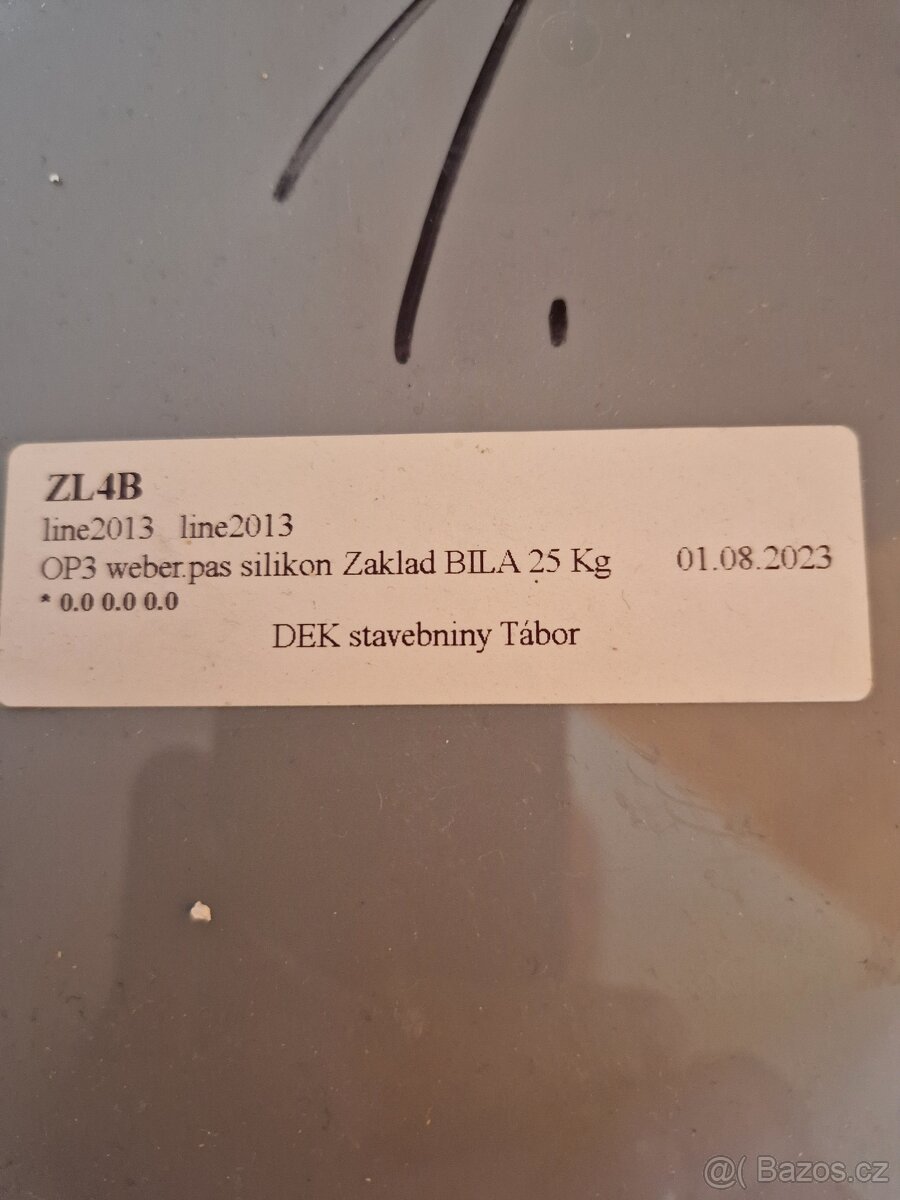 ZL4B
line2013 line2013
OP3 weber.pas silikon Zaklad BILA 25 Kg 01.08.2023
* 0.0 0.0 0.0
DEK stavebniny Tábor
@( Bazos.cz